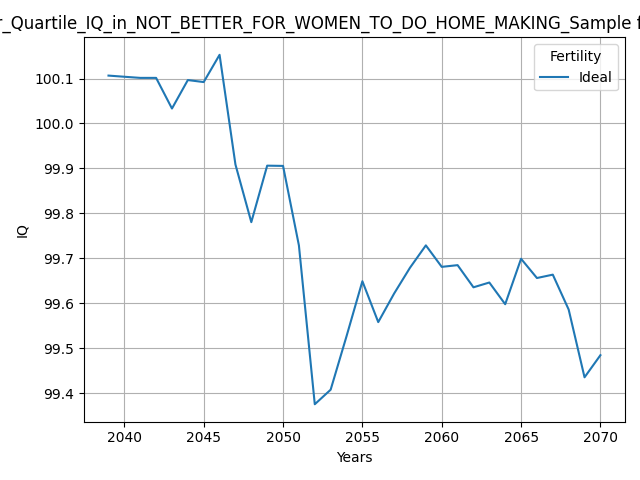 r_Quartile_IQ_in_NOT_BETTER_FOR_WOMEN_TO_DO_HOME_MAKING_Sample f
Fertility
Ideal
100.1
100.0
99.9
99.8
99.7
99.6
99.5
99.4
IQ
2040 2045 2050 2055 2060 2065 2070
Years